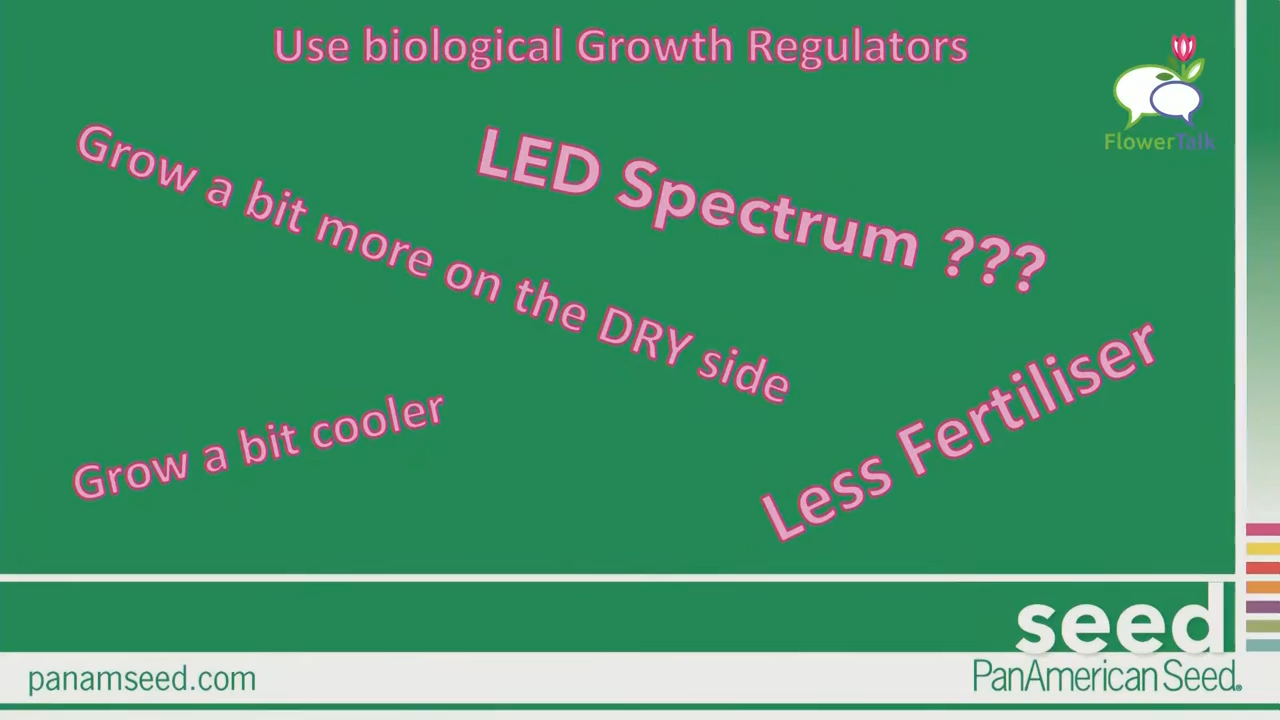 Use biological Growth Regulators
FlowerTalk
LED Spectrum ???
Grow a bit more on the DRY side
Grow a bit cooler
Less Fertiliser
seed
panamseed.com
PanAmerican Seed®